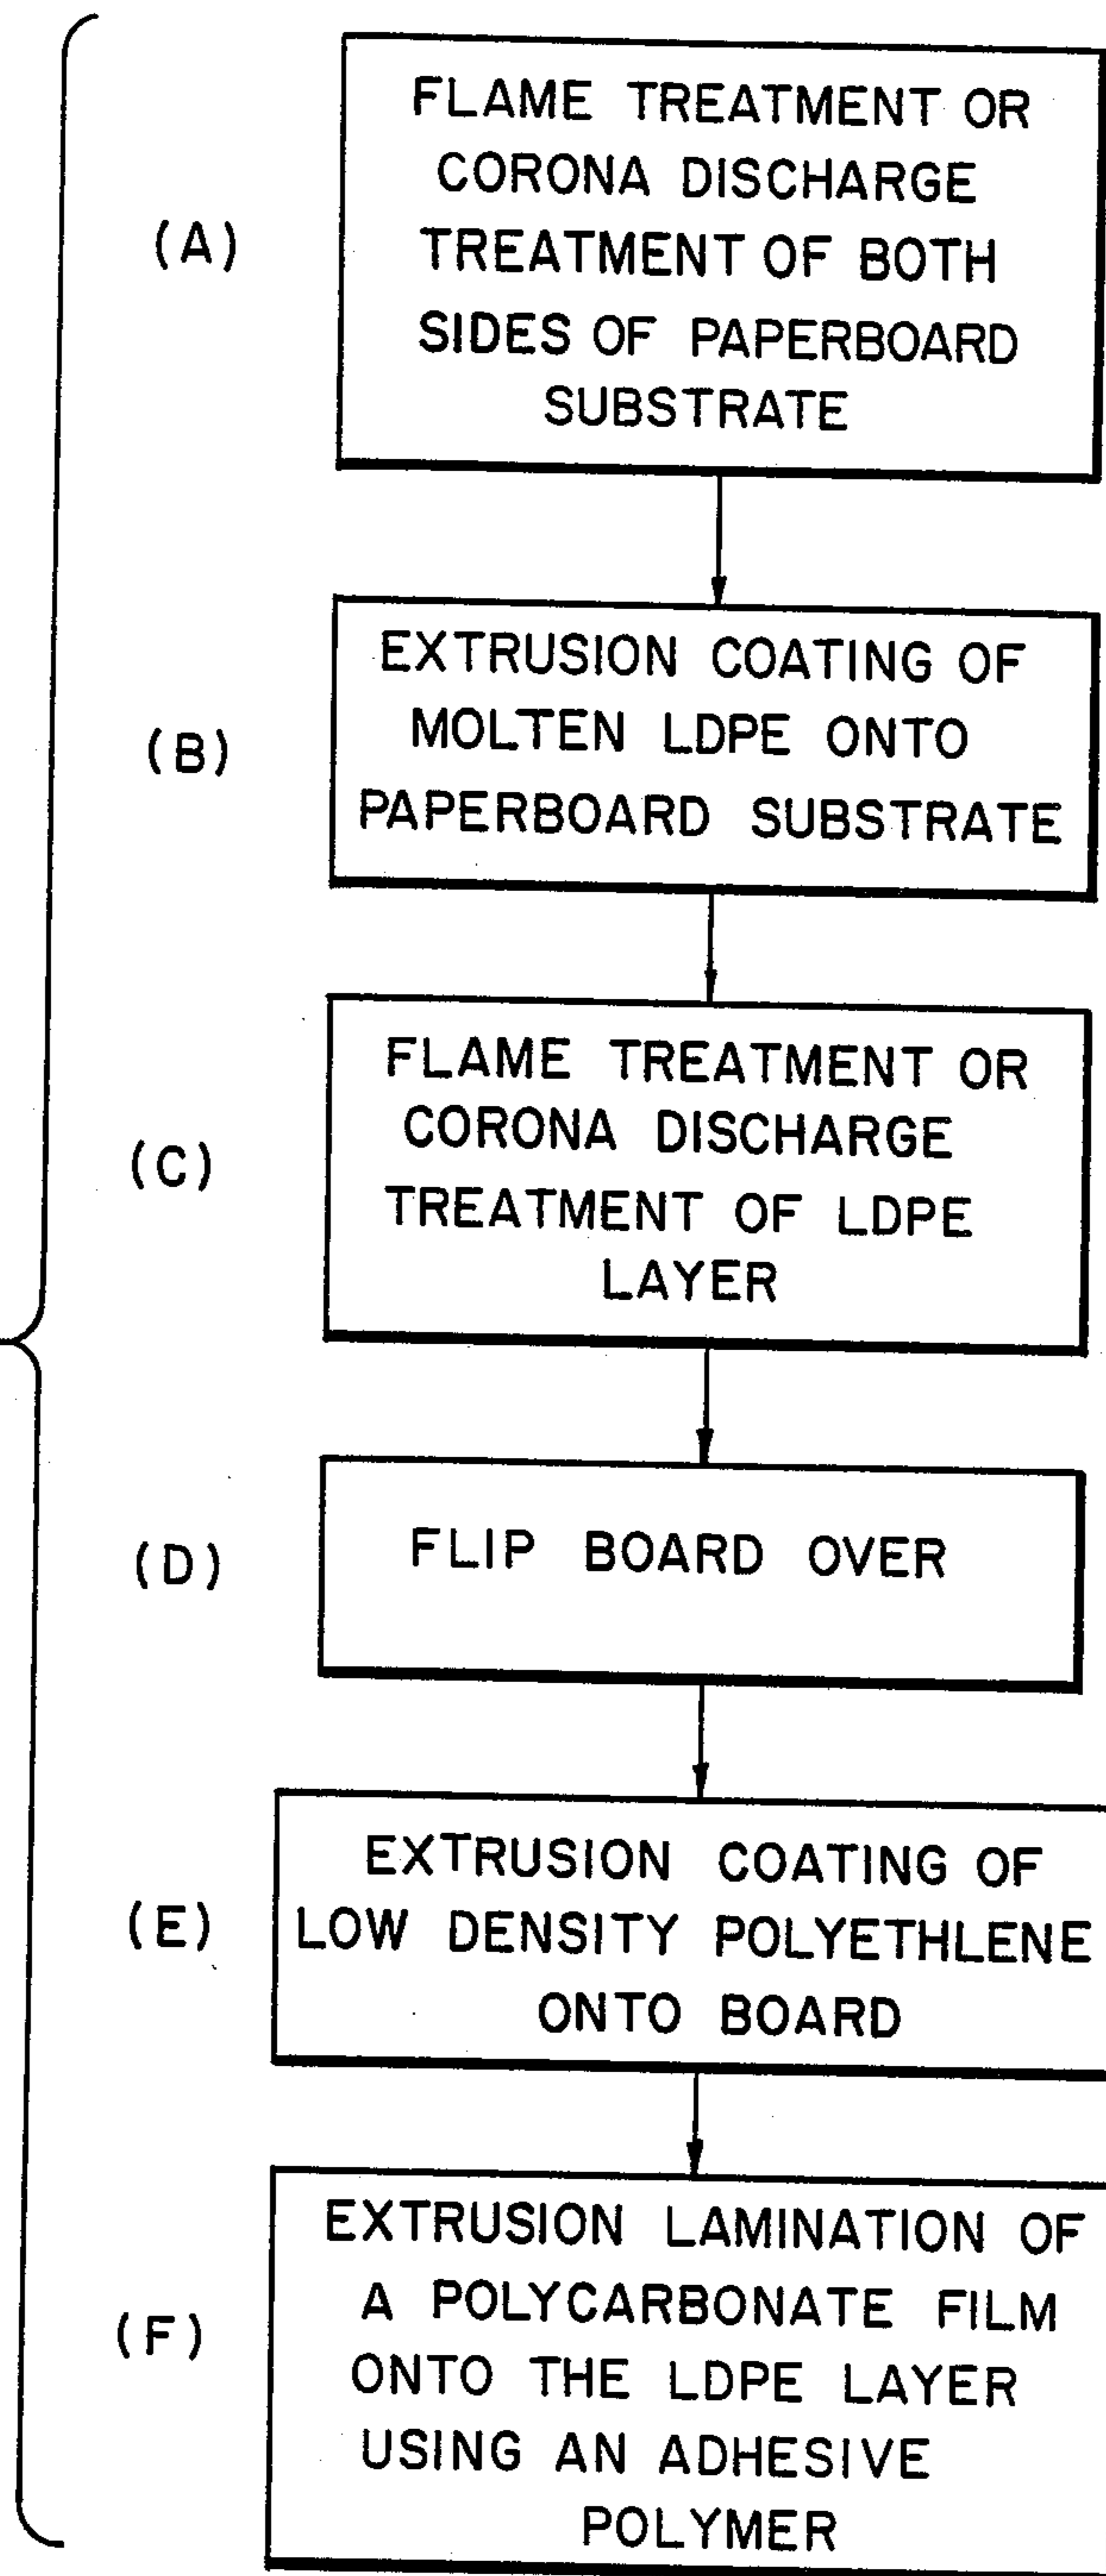 (A)
FLAME TREATMENT OR
CORONA DISCHARGE
TREATMENT OF BOTH
SIDES OF PAPERBOARD
SUBSTRATE
(B)
EXTRUSION COATING OF
MOLTEN LDPE ONTO
PAPERBOARD SUBSTRATE
(C)
FLAME TREATMENT OR
CORONA DISCHARGE
TREATMENT OF LDPE
LAYER
(D)
FLIP BOARD OVER
(E)
EXTRUSION COATING OF
LOW DENSITY POLYETHLENE
ONTO BOARD
(F)
EXTRUSION LAMINATION OF
A POLYCARBONATE FILM
ONTO THE LDPE LAYER
USING AN ADHESIVE
POLYMER